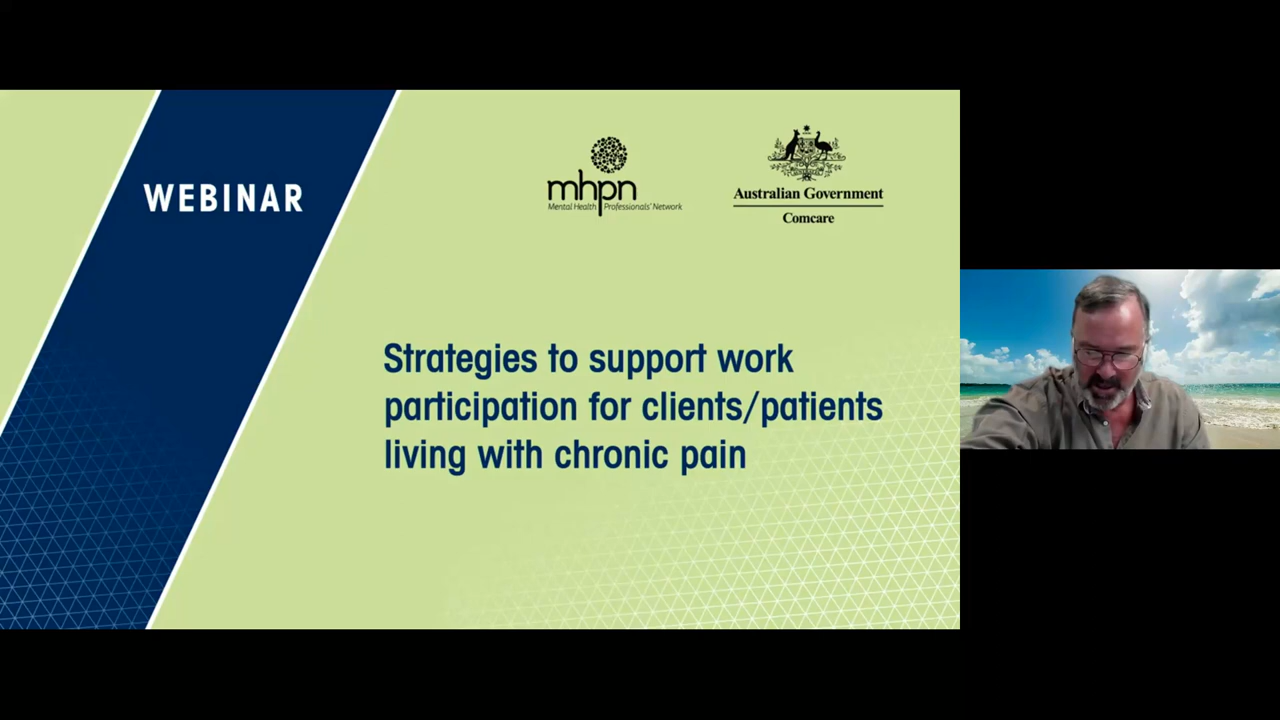 WEBINAR
mhpn
Mental Health Professionals' Network
Australian Government
Comcare
Strategies to support work
participation for clients/patients
living with chronic pain